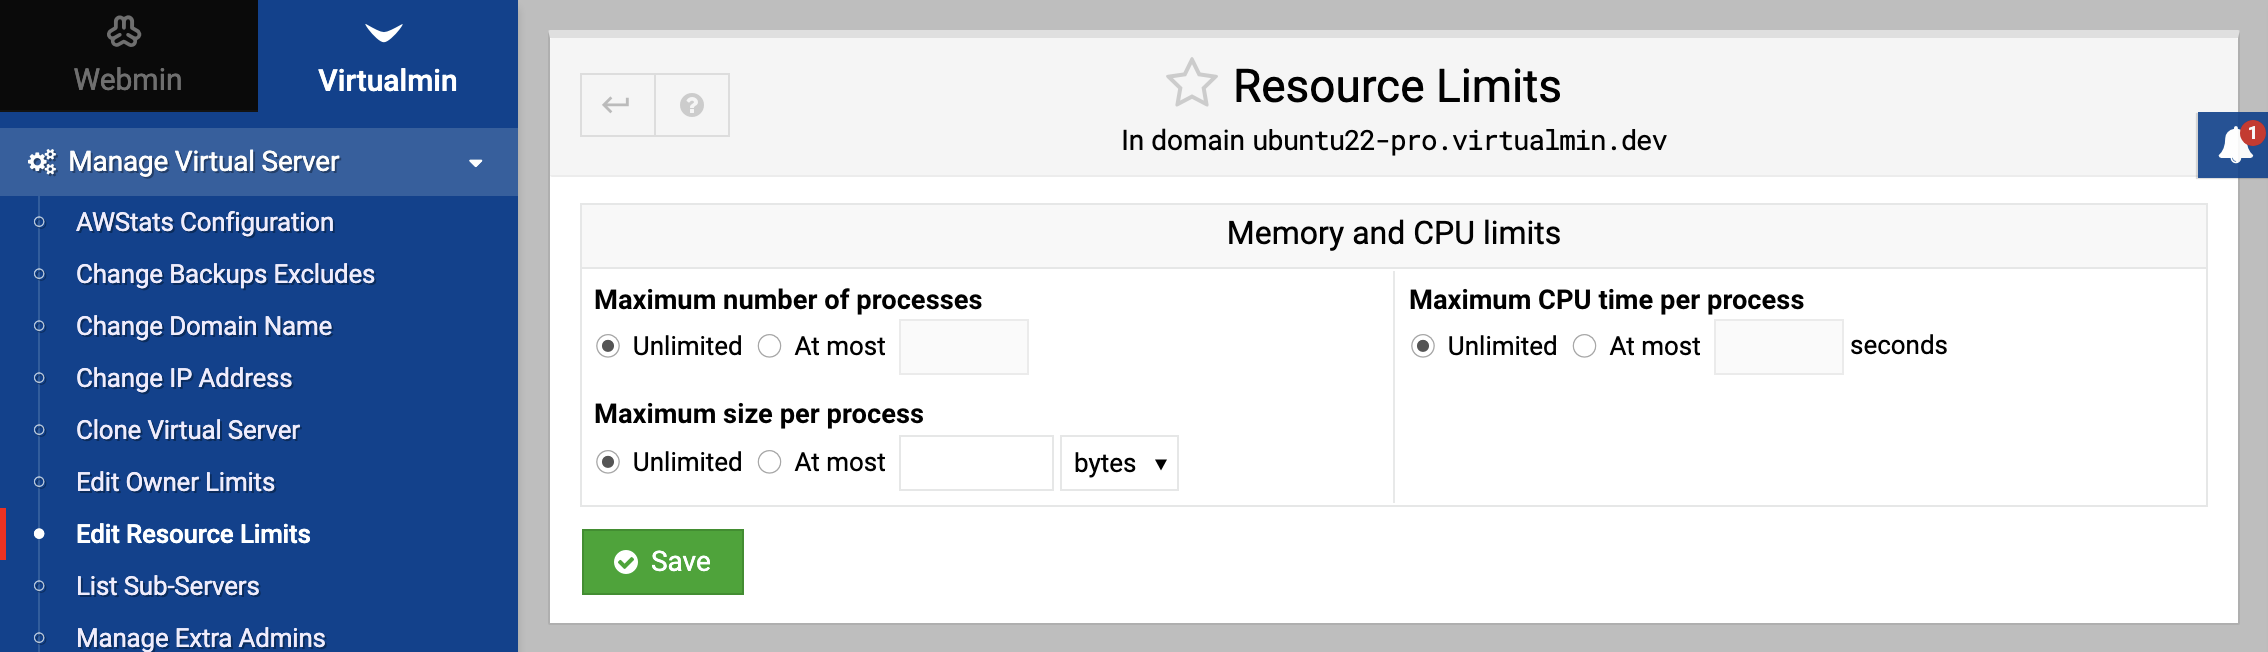 Webmin
Virtualmin
Manage Virtual Server
AWStats Configuration
Change Backups Excludes
Change Domain Name
Change IP Address
Clone Virtual Server
Edit Owner Limits
Edit Resource Limits
List Sub-Servers
Manage Extra Admins
?
Resource Limits
In domain ubuntu22-pro.virtualmin.dev
1
Memory and CPU limits
Maximum number of processes
Unlimited At most
Maximum CPU time per process
Unlimited At most seconds
Maximum size per process
Unlimited At most bytes
Save